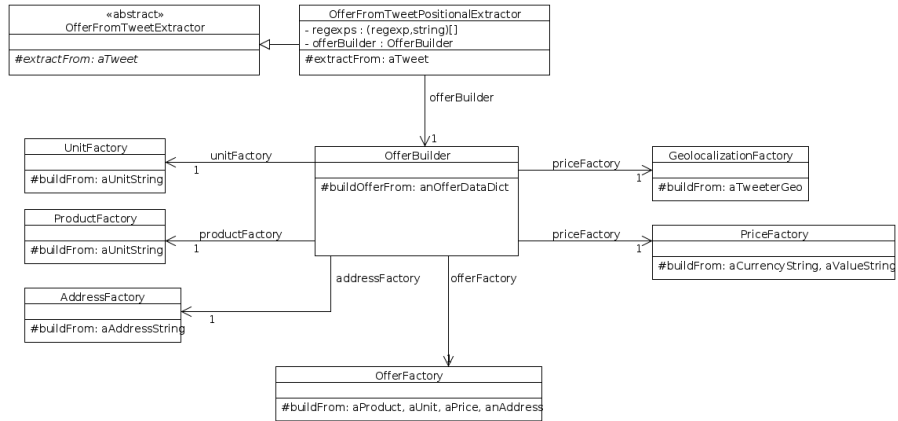 «abstract»
OfferFromTweetExtractor
#extractFrom: aTweet
OfferFromTweetPositionalExtractor
- regexps : (regexp,string)[]
- offerBuilder : OfferBuilder
#extractFrom: aTweet
offerBuilder
1
UnitFactory
#buildFrom: aUnitString
unitFactory
1
OfferBuilder
#buildOfferFrom: anOfferDataDict
priceFactory
1
GeolocalizationFactory
#buildFrom: aTweeterGeo
ProductFactory
#buildFrom: aUnitString
productFactory
1
priceFactory
1
PriceFactory
#buildFrom: aCurrencyString, aValueString
addressFactory
offerFactory
AddressFactory
#buildFrom: aAddressString
1
1
OfferFactory
#buildFrom: aProduct, aUnit, aPrice, anAddress